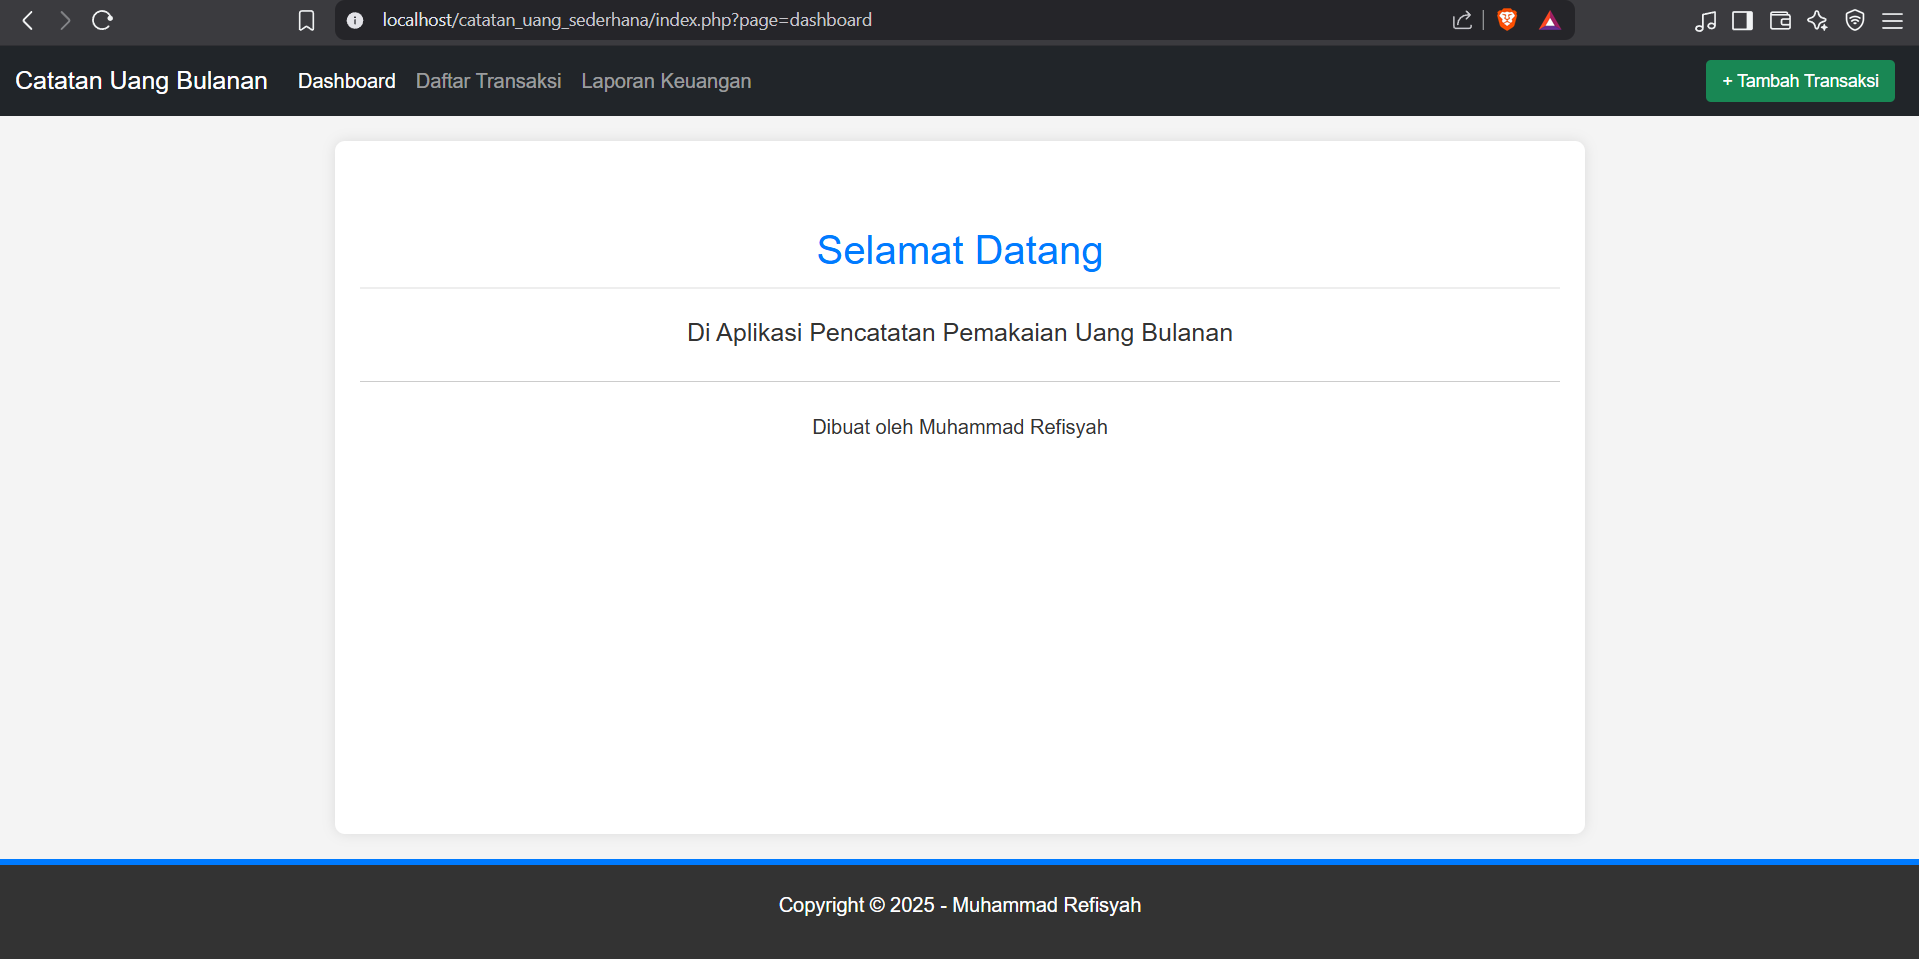 localhost/catatan_uang_sederhana/index.php?page=dashboard
Catatan Uang Bulanan Dashboard Daftar Transaksi Laporan Keuangan + Tambah Transaksi
Selamat Datang
Di Aplikasi Pencatatan Pemakaian Uang Bulanan
Dibuat oleh Muhammad Refisyah
Copyright © 2025 - Muhammad Refisyah